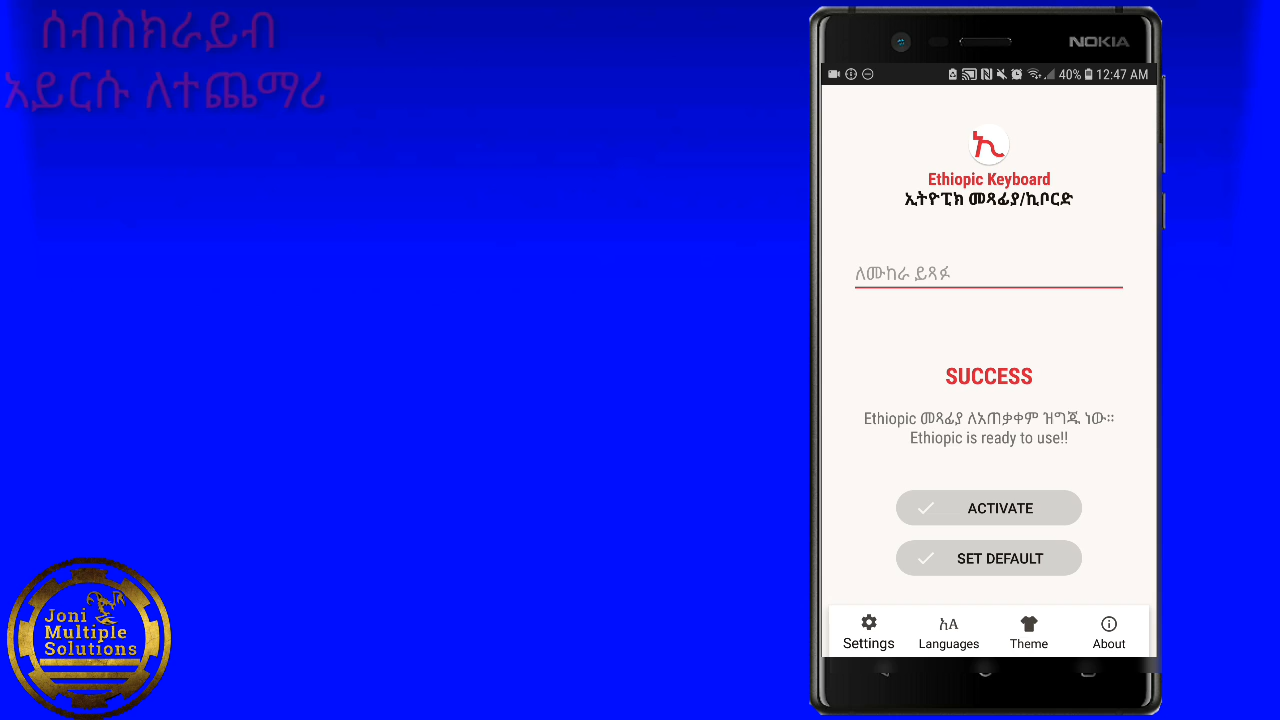 ሰብስክራይብ
አይርሱ ለተጨማሪ
NOKIA
40% 12:47 AM
ኪ
Ethiopic Keyboard
ኢትዮፒክ መጻፊያ/ኪቦርድ
ለሙከራ ይጻፉ
SUCCESS
Ethiopic መጻፊያ ለአጠቃቀም ዝግጁ ነው።
Ethiopic is ready to use!!
ACTIVATE
SET DEFAULT
አA
Settings Languages Theme About
Joni
Multiple
Solutions